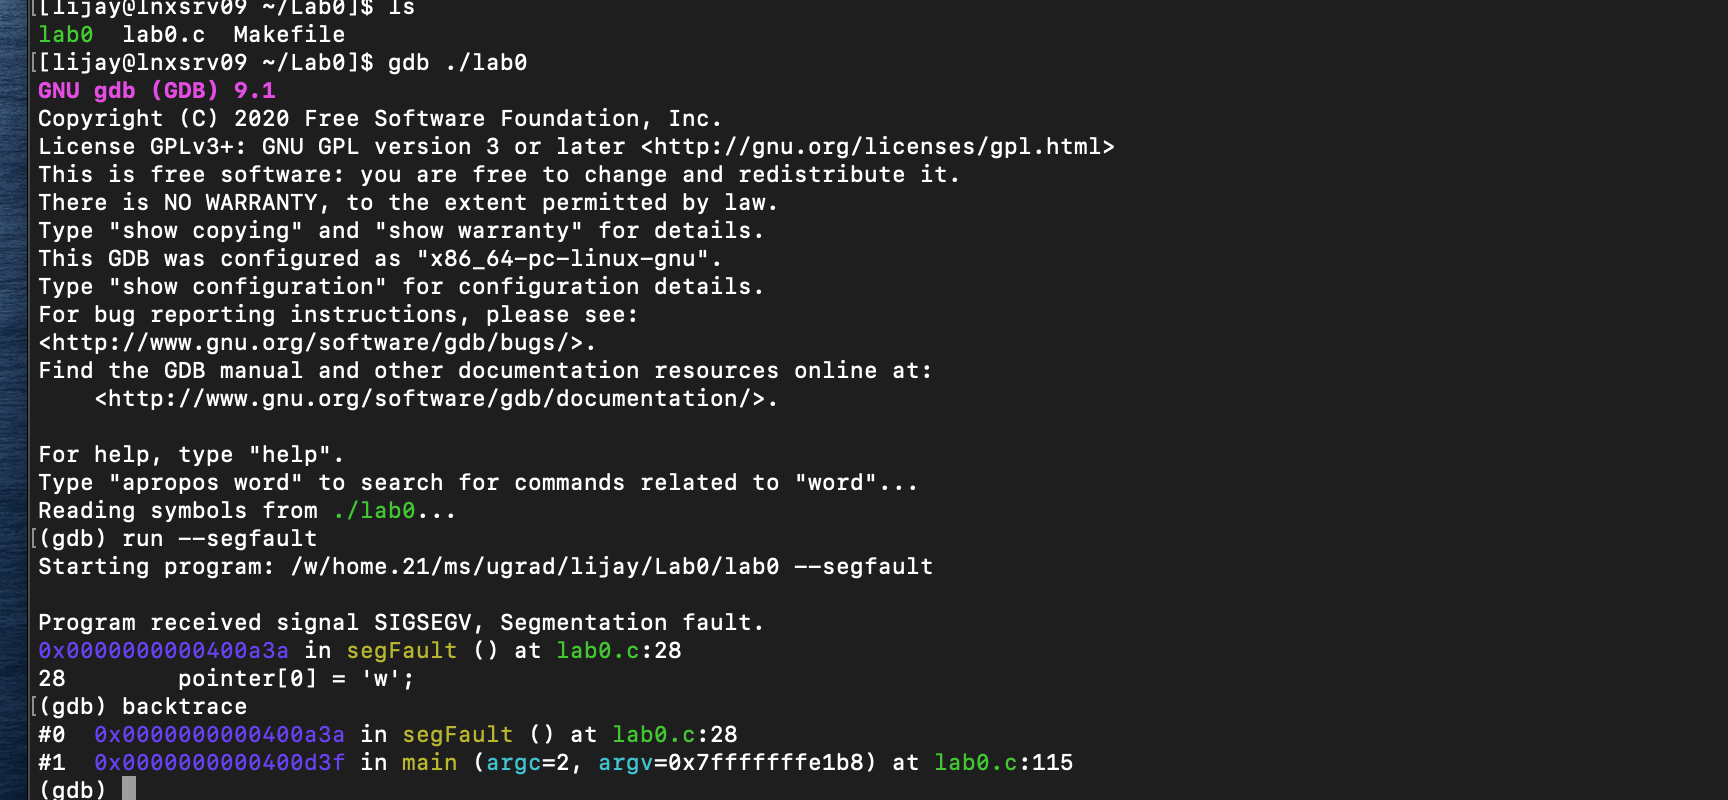 [[lijay@lnxsrv09 ~/Lab0]$ ls
lab0  lab0.c  Makefile
[[lijay@lnxsrv09 ~/Lab0]$ gdb ./lab0
GNU gdb (GDB) 9.1
Copyright (C) 2020 Free Software Foundation, Inc.
License GPLv3+: GNU GPL version 3 or later <http://gnu.org/licenses/gpl.html>
This is free software: you are free to change and redistribute it.
There is NO WARRANTY, to the extent permitted by law.
Type "show copying" and "show warranty" for details.
This GDB was configured as "x86_64-pc-linux-gnu".
Type "show configuration" for configuration details.
For bug reporting instructions, please see:
<http://www.gnu.org/software/gdb/bugs/>.
Find the GDB manual and other documentation resources online at:
    <http://www.gnu.org/software/gdb/documentation/>.

For help, type "help".
Type "apropos word" to search for commands related to "word"...
Reading symbols from ./lab0...
[(gdb) run --segfault
Starting program: /w/home.21/ms/ugrad/lijay/Lab0/lab0 --segfault

Program received signal SIGSEGV, Segmentation fault.
0x0000000000400a3a in segFault () at lab0.c:28
28        pointer[0] = 'w';
[(gdb) backtrace
#0  0x0000000000400a3a in segFault () at lab0.c:28
#1  0x0000000000400d3f in main (argc=2, argv=0x7fffffffe1b8) at lab0.c:115
(gdb)